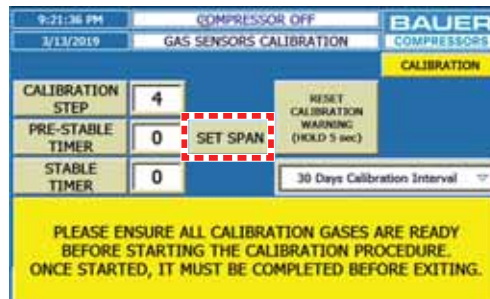 9:21:36 PM
COMPRESSOR OFF
BAUER
3/13/2019
GAS SENSORS CALIBRATION
COMPRESSORS
CALIBRATION
CALIBRATION
STEP
4
RESET
CALIBRATION
WARNING
(HOLD 5 sec)
PRE-STABLE
TIMER
0
SET SPAN
STABLE
TIMER
0
30 Days Calibration Interval
PLEASE ENSURE ALL CALIBRATION GASES ARE READY
BEFORE STARTING THE CALIBRATION PROCEDURE.
ONCE STARTED, IT MUST BE COMPLETED BEFORE EXITING.